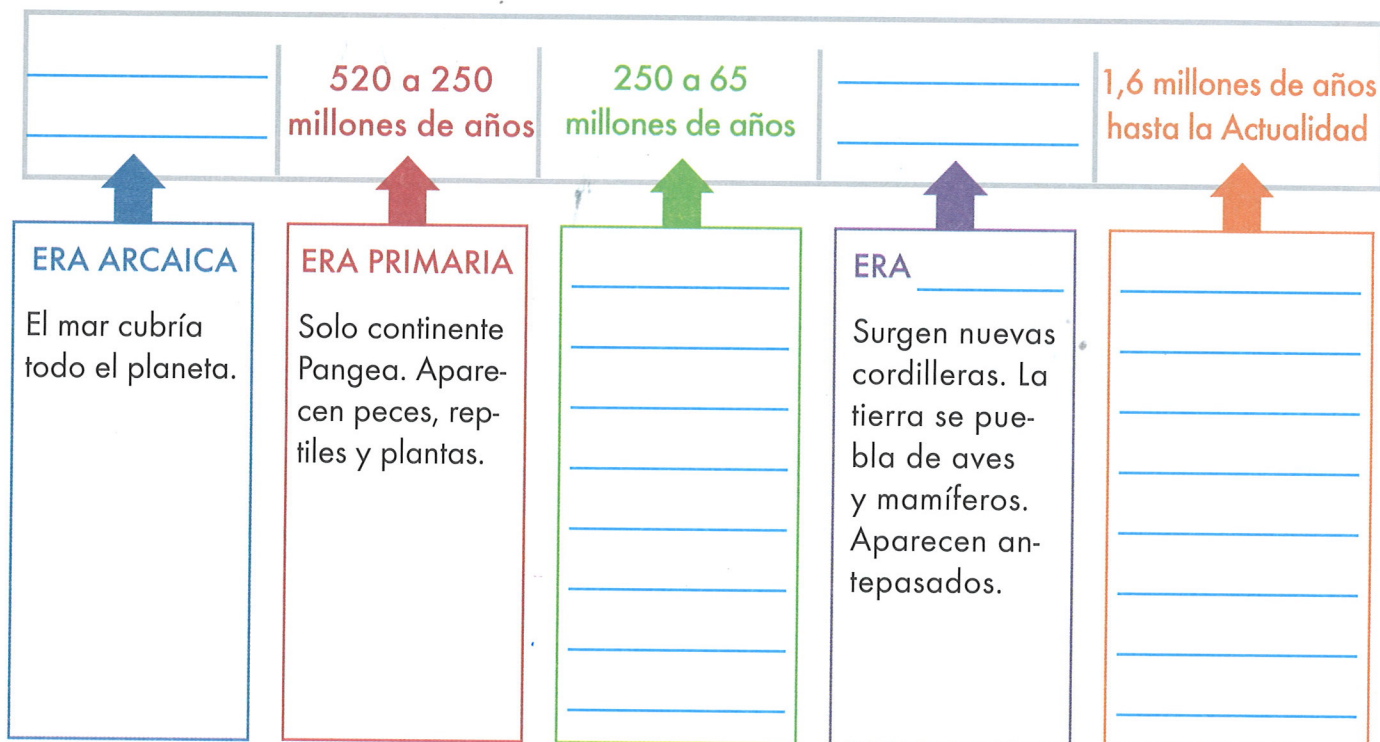 520 a 250
millones de años
250 a 65
millones de años
1,6 millones de años
hasta la Actualidad
ERA ARCAICA
El mar cubría
todo el planeta.
ERA PRIMARIA
Solo continente
Pangea. Apare-
cen peces, rep-
tiles y plantas.
ERA
Surgen nuevas
cordilleras. La
tierra se pue-
bla de aves
y mamíferos.
Aparecen an-
tepasados.